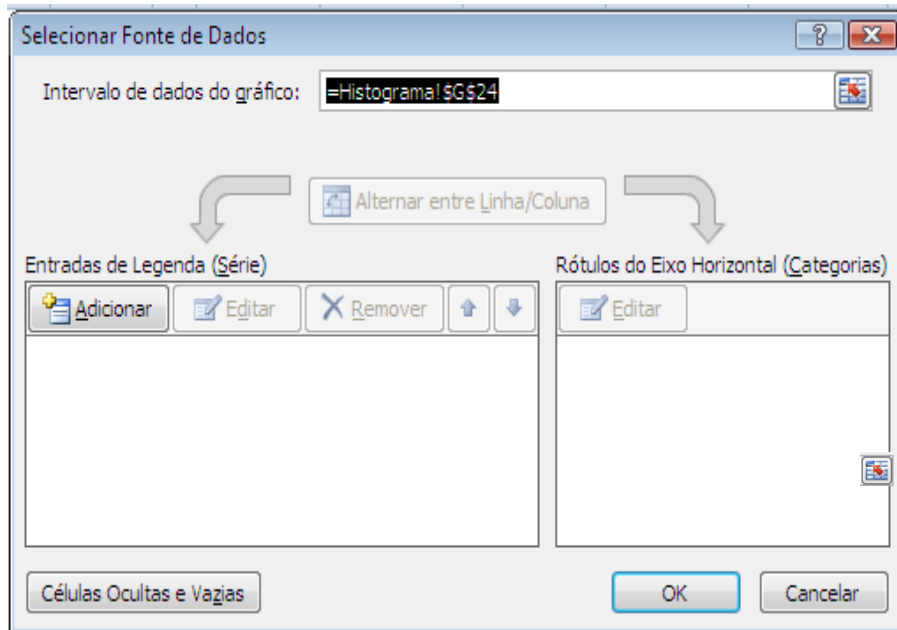 Selecionar Fonte de Dados
Intervalo de dados do gráfico: =Histograma!$G$24
Alternar entre Linha/Coluna
Entradas de Legenda (Série)
Adicionar Editar Remover
Rótulos do Eixo Horizontal (Categorias)
Editar
Células Ocultas e Vazias
OK Cancelar